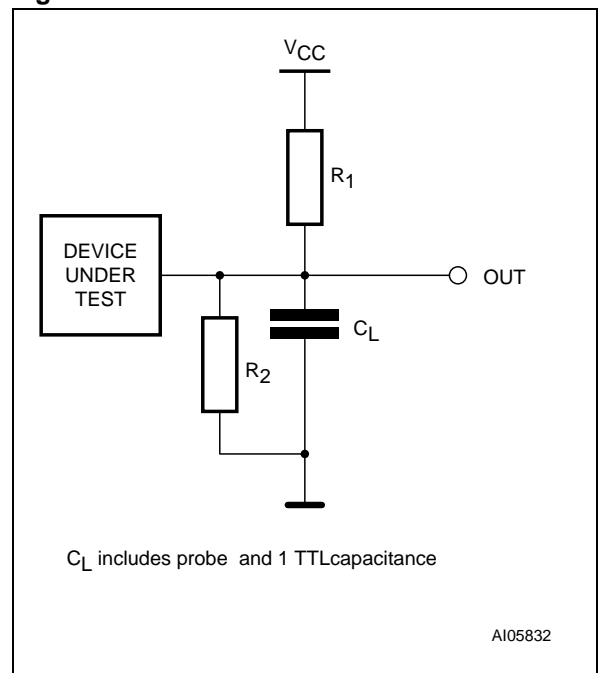 VCC
R1
DEVICE
UNDER
TEST
OUT
CL
R2
CL includes probe and 1 TTLcapacitance
AI05832